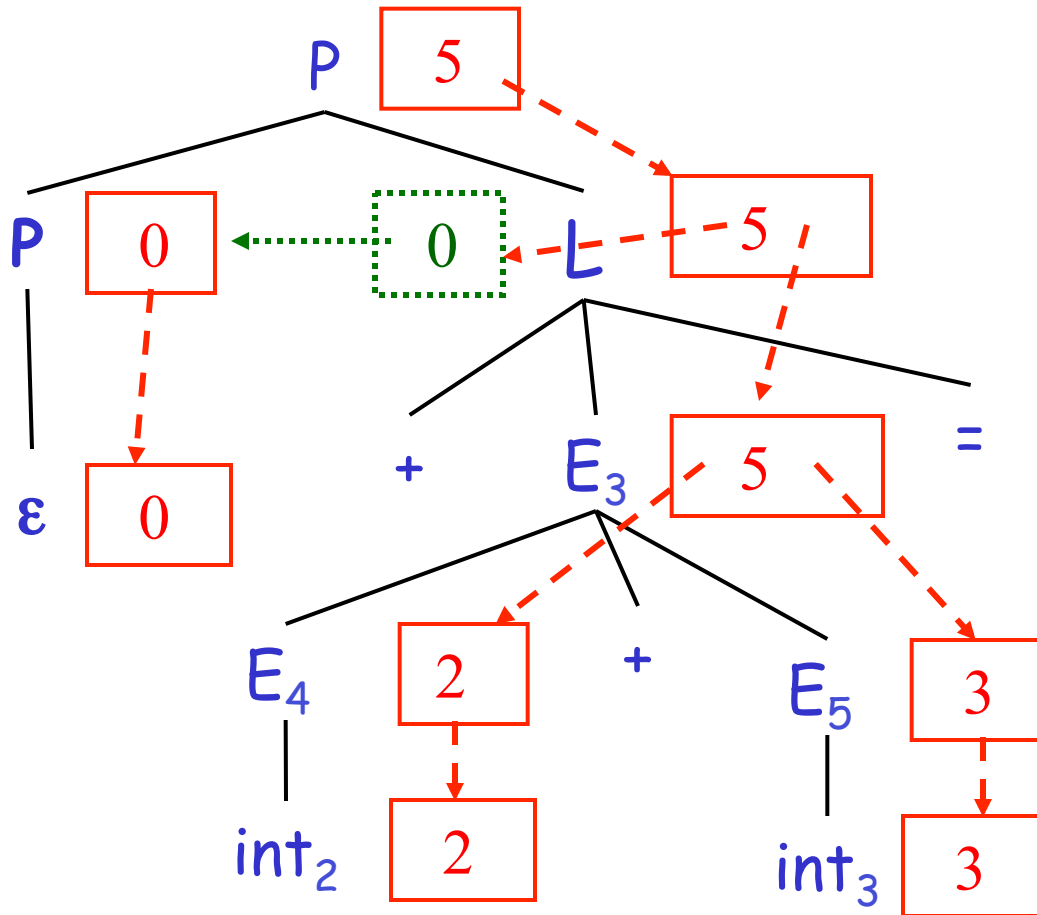 P 5
P 0 0 L 5
+ E₃ 5 =
ε 0
E₄ 2 + E₅ 3
int₂ 2 int₃ 3